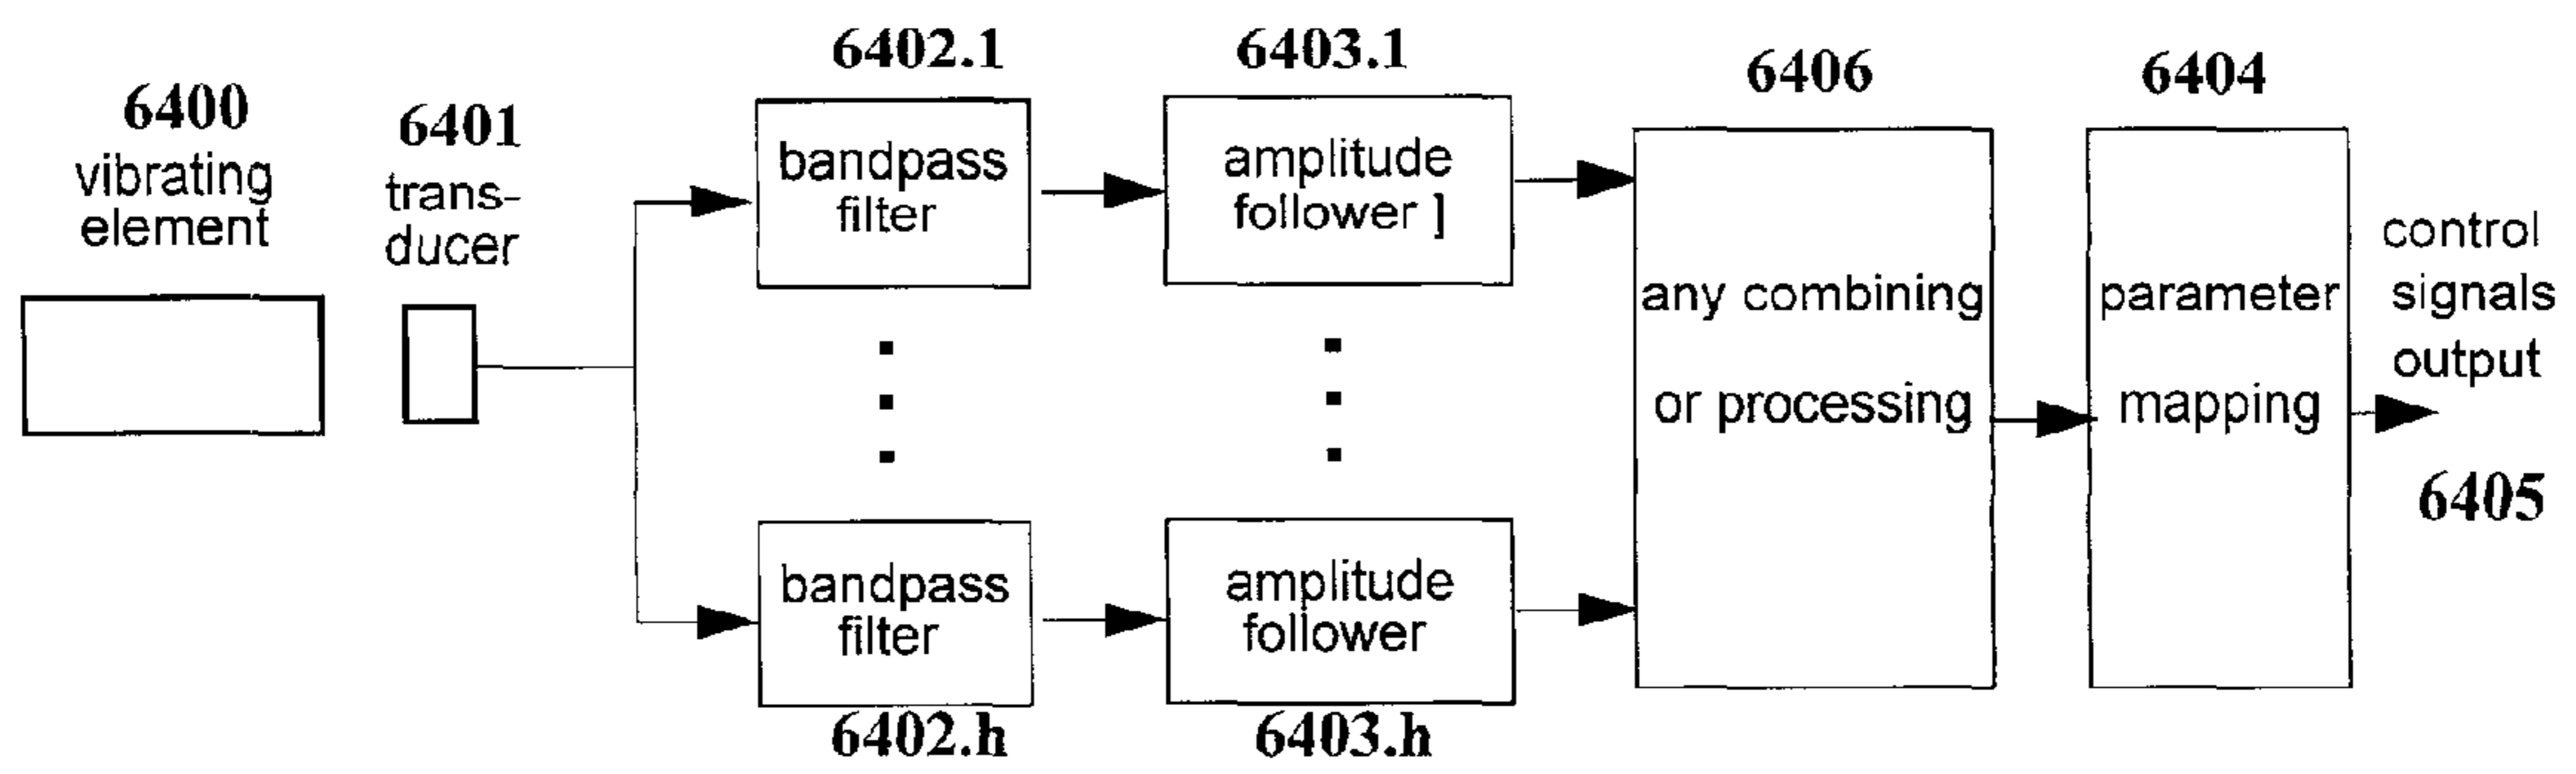 6400
vibrating
element
6401
trans-
ducer
6402.1
bandpass
filter
6403.1
amplitude
follower ]
6402.h
bandpass
filter
6403.h
amplitude
follower
6406
any combining
or processing
6404
parameter
mapping
control
signals
output
6405